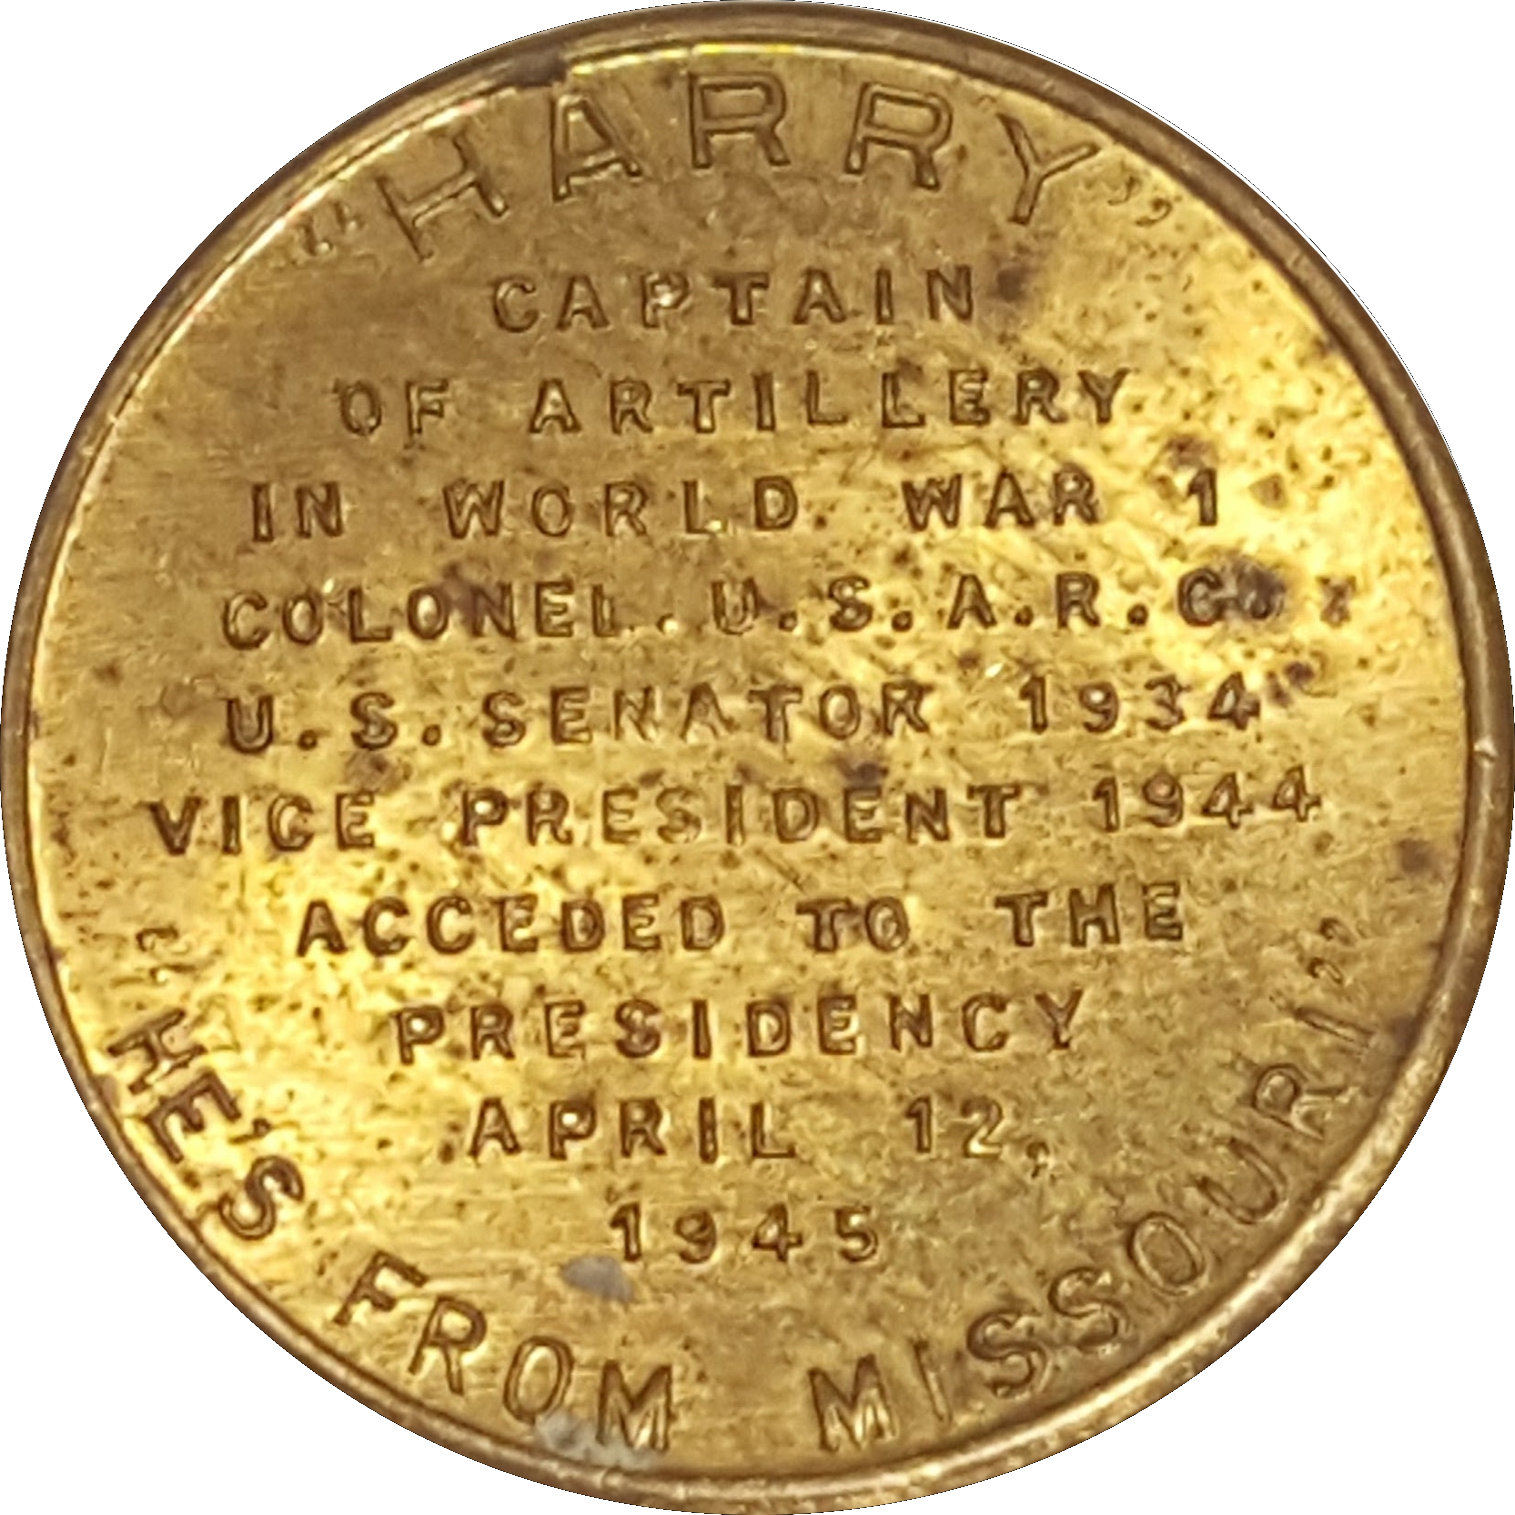 "HARRY"
CAPTAIN
OF ARTILLERY
IN WORLD WAR 1
COLONEL. U.S.A.R.C.
U.S. SENATOR 1934
VICE PRESIDENT 1944
ACCEDED TO THE
PRESIDENCY
APRIL 12,
1945
"HE'S FROM MISSOURI"